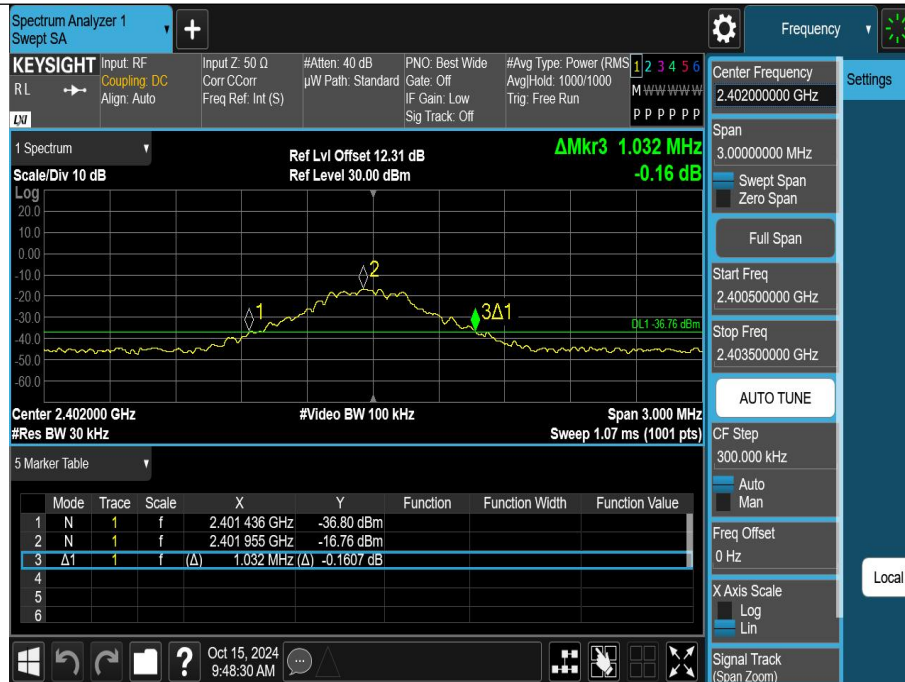 Spectrum Analyzer 1
Swept SA
+
Frequency
KEYSIGHT
RL
LXI
Input: RF
Coupling: DC
Align: Auto
Input Z: 50 Ω
Corr CCorr
Freq Ref: Int (S)
#Atten: 40 dB
µW Path: Standard
PNO: Best Wide
Gate: Off
IF Gain: Low
Sig Track: Off
#Avg Type: Power (RMS
Avg|Hold: 1000/1000
Trig: Free Run
1 2 3 4 5 6
M W W W W W
P P P P P P
1 Spectrum
Scale/Div 10 dB
Ref Lvl Offset 12.31 dB
Ref Level 30.00 dBm
ΔMkr3 1.032 MHz
-0.16 dB
Log
20.0
10.0
0.00
-10.0
-20.0
-30.0
-40.0
-50.0
-60.0
1
2
3Δ1
DL1 -36.76 dBm
Center 2.402000 GHz
#Video BW 100 kHz
Span 3.000 MHz
#Res BW 30 kHz
Sweep 1.07 ms (1001 pts)
5 Marker Table
Mode Trace Scale X Y Function Function Width Function Value
1 N 1 f 2.401 436 GHz -36.80 dBm
2 N 1 f 2.401 955 GHz -16.76 dBm
3 Δ1 1 f (Δ) 1.032 MHz (Δ) -0.1607 dB
4
5
6
?
Oct 15, 2024
9:48:30 AM
Center Frequency
2.402000000 GHz
Span
3.00000000 MHz
Swept Span
Zero Span
Full Span
Start Freq
2.400500000 GHz
Stop Freq
2.403500000 GHz
AUTO TUNE
CF Step
300.000 kHz
Auto
Man
Freq Offset
0 Hz
X Axis Scale
Log
Lin
Signal Track
(Span Zoom)
Settings
Local